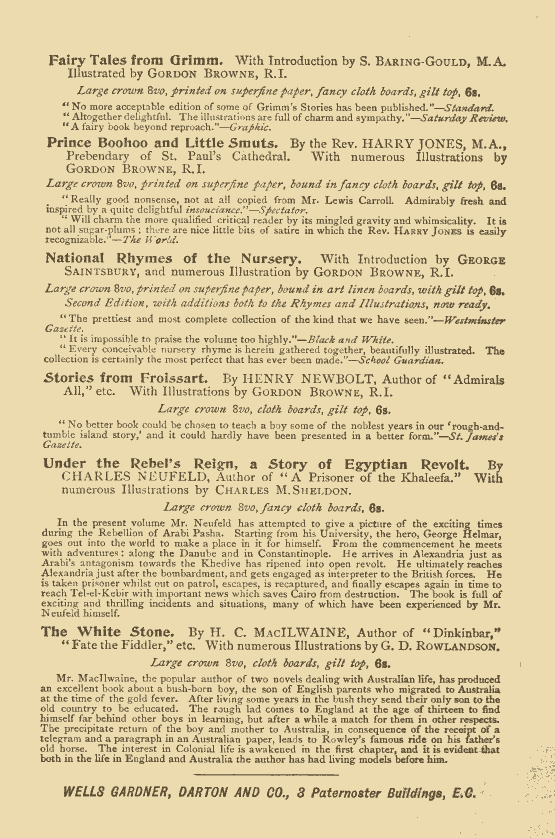 Fairy Tales from Grimm. With Introduction by S. BARING-GOULD, M.A.
Illustrated by GORDON BROWNE, R.I.
Large crown 8vo, printed on superfine paper, fancy cloth boards, gilt top, 6s.
"No more acceptable edition of some of Grimm's Stories has been published."—Standard.
"Altogether delightful. The illustrations are full of charm and sympathy."—Saturday Review.
"A fairy book beyond reproach."—Graphic.
Prince Boohoo and Little Smuts. By the Rev. HARRY JONES, M.A.,
Prebendary of St. Paul's Cathedral. With numerous Illustrations by
GORDON BROWNE, R.I.
Large crown 8vo, printed on superfine paper, bound in fancy cloth boards, gilt top, 6s.
"Really good nonsense, not at all copied from Mr. Lewis Carroll. Admirably fresh and
inspired by a quite delightful insouciance."—Spectator.
"Will charm the more qualified critical reader by its mingled gravity and whimsicality. It is
not all sugar-plums; there are nice little bits of satire in which the Rev. HARRY JONES is easily
recognizable."—The World.
National Rhymes of the Nursery. With Introduction by GEORGE
SAINTSBURY, and numerous Illustration by GORDON BROWNE, R.I.
Large crown 8vo, printed on superfine paper, bound in art linen boards, with gilt top, 6s.
Second Edition, with additions both to the Rhymes and Illustrations, now ready.
"The prettiest and most complete collection of the kind that we have seen."—Westminster
Gazette.
"It is impossible to praise the volume too highly."—Black and White.
"Every conceivable nursery rhyme is herein gathered together, beautifully illustrated. The
collection is certainly the most perfect that has ever been made."—School Guardian.
Stories from Froissart. By HENRY NEWBOLT, Author of "Admirals
All," etc. With Illustrations by GORDON BROWNE, R.I.
Large crown 8vo, cloth boards, gilt top, 6s.
"No better book could be chosen to teach a boy some of the noblest years in our 'rough-and-
tumble island story,' and it could hardly have been presented in a better form."—St. James's
Gazette.
Under the Rebel's Reign, a Story of Egyptian Revolt. By
CHARLES NEUFELD, Author of "A Prisoner of the Khaleefa." With
numerous Illustrations by CHARLES M. SHELDON.
Large crown 8vo, fancy cloth boards, 6s.
In the present volume Mr. Neufeld has attempted to give a picture of the exciting times
during the Rebellion of Arabi Pasha. Starting from his University, the hero, George Helmar,
goes out into the world to make a place in it for himself. From the commencement he meets
with adventures: along the Danube and in Constantinople. He arrives in Alexandria just as
Arabi's antagonism towards the Khedive has ripened into open revolt. He ultimately reaches
Alexandria just after the bombardment, and gets engaged as interpreter to the British forces. He
is taken prisoner whilst out on patrol, escapes, is recaptured, and finally escapes again in time to
reach Tel-el-Kebir with important news which saves Cairo from destruction. The book is full of
exciting and thrilling incidents and situations, many of which have been experienced by Mr.
Neufeld himself.
The White Stone. By H. C. MACILWAINE, Author of "Dinkinbar,"
"Fate the Fiddler," etc. With numerous Illustrations by G. D. ROWLANDSON.
Large crown 8vo, cloth boards, gilt top, 6s.
Mr. MacIlwaine, the popular author of two novels dealing with Australian life, has produced
an excellent book about a bush-born boy, the son of English parents who migrated to Australia
at the time of the gold fever. After living some years in the bush they send their only son to the
old country to be educated. The rough lad comes to England at the age of thirteen to find
himself far behind other boys in learning, but after a while a match for them in other respects.
The precipitate return of the boy and mother to Australia, in consequence of the receipt of a
telegram and a paragraph in an Australian paper, leads to Rowley's famous ride on his father's
old horse. The interest in Colonial life is awakened in the first chapter, and it is evident that
both in the life in England and Australia the author has had living models before him.
WELLS GARDNER, DARTON AND CO., 3 Paternoster Buildings, E.C.